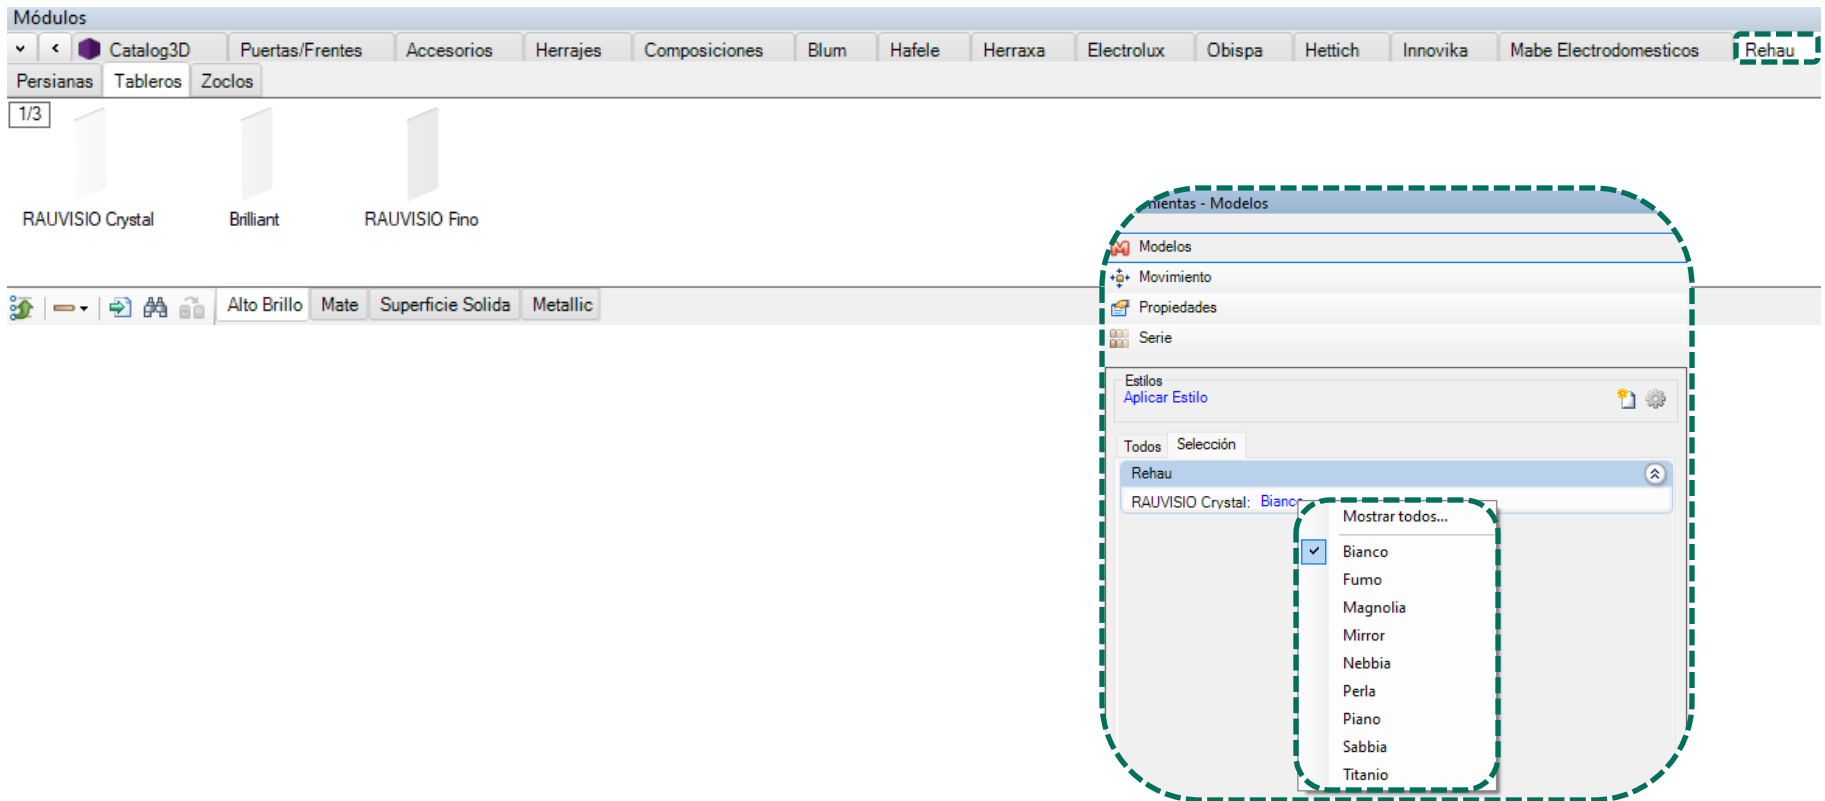 Módulos
Catalog3D Puertas/Frentes Accesorios Herrajes Composiciones Blum Hafele Herraxa Electrolux Obispa Hettich Innovika Mabe Electrodomesticos Rehau
Persianas Tableros Zoclos
1/3
RAUVISIO Crystal Brilliant RAUVISIO Fino
Alto Brillo Mate Superficie Solida Metallic
mientas - Modelos
Modelos
Movimiento
Propiedades
Serie
Estilos
Aplicar Estilo
Todos Selección
Rehau
RAUVISIO Crystal: Bianco
Mostrar todos...
Bianco
Fumo
Magnolia
Mirror
Nebbia
Perla
Piano
Sabbia
Titanio